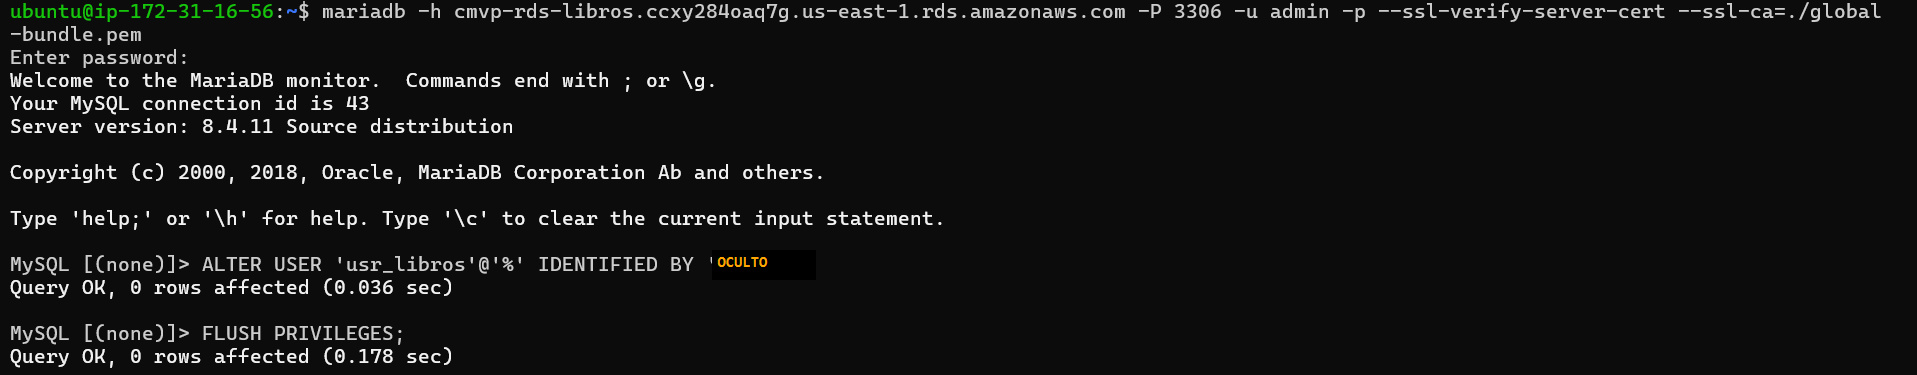 ubuntu@ip-172-31-16-56:~$ mariadb -h cmvp-rds-libros.ccxy284oaq7g.us-east-1.rds.amazonaws.com -P 3306 -u admin -p --ssl-verify-server-cert --ssl-ca=./global
-bundle.pem
Enter password:
Welcome to the MariaDB monitor.  Commands end with ; or \g.
Your MySQL connection id is 43
Server version: 8.4.11 Source distribution
Copyright (c) 2000, 2018, Oracle, MariaDB Corporation Ab and others.
Type 'help;' or '\h' for help. Type '\c' to clear the current input statement.
MySQL [(none)]> ALTER USER 'usr_libros'@'%' IDENTIFIED BY 'OCULTO
Query OK, 0 rows affected (0.036 sec)
MySQL [(none)]> FLUSH PRIVILEGES;
Query OK, 0 rows affected (0.178 sec)